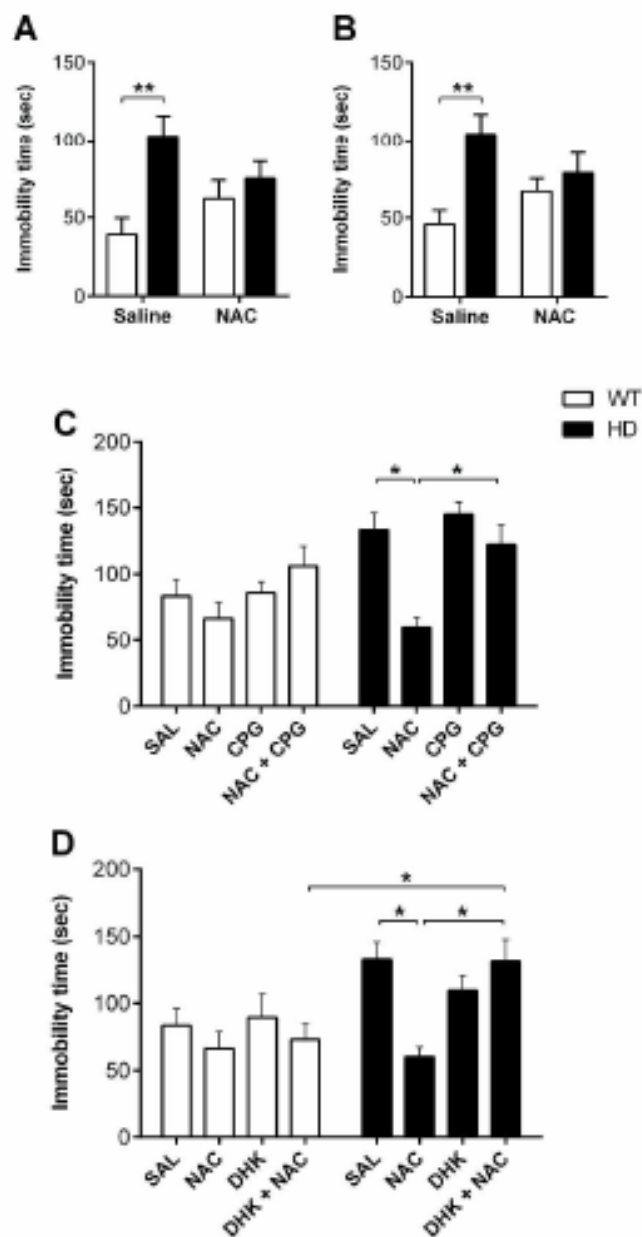 A
B
Immobility time (sec)
150
100
50
0
**
Saline
NAC
Immobility time (sec)
150
100
50
0
**
Saline
NAC
WT
HD
C
Immobility time (sec)
200
150
100
50
0
*
*
SAL
NAC
CPG
NAC + CPG
SAL
NAC
CPG
NAC + CPG
D
Immobility time (sec)
200
150
100
50
0
*
*
*
SAL
NAC
DHK
DHK + NAC
SAL
NAC
DHK
DHK + NAC